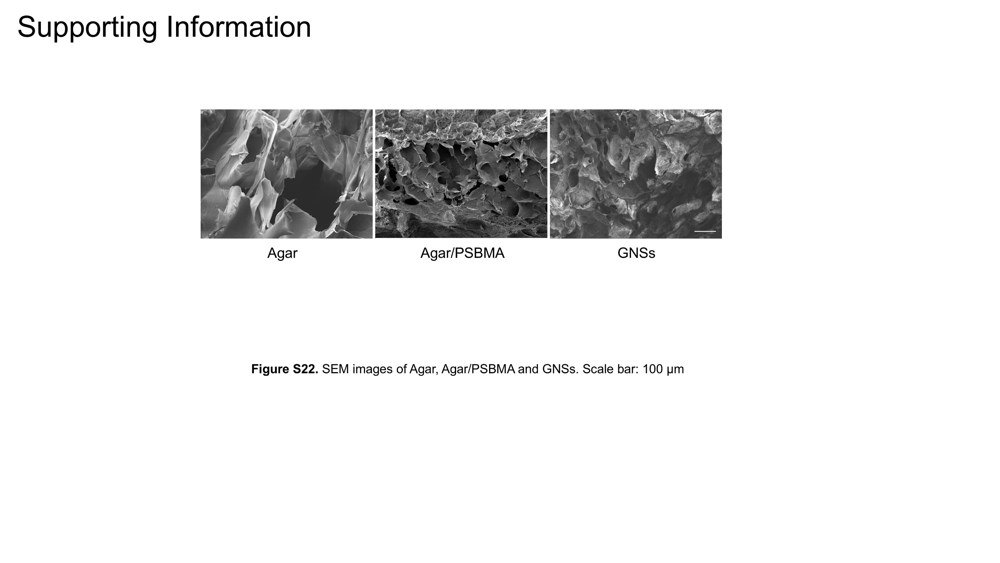 Supporting Information
Agar
Agar/PSBMA
GNSs
Figure S22. SEM images of Agar, Agar/PSBMA and GNSs. Scale bar: 100 μm